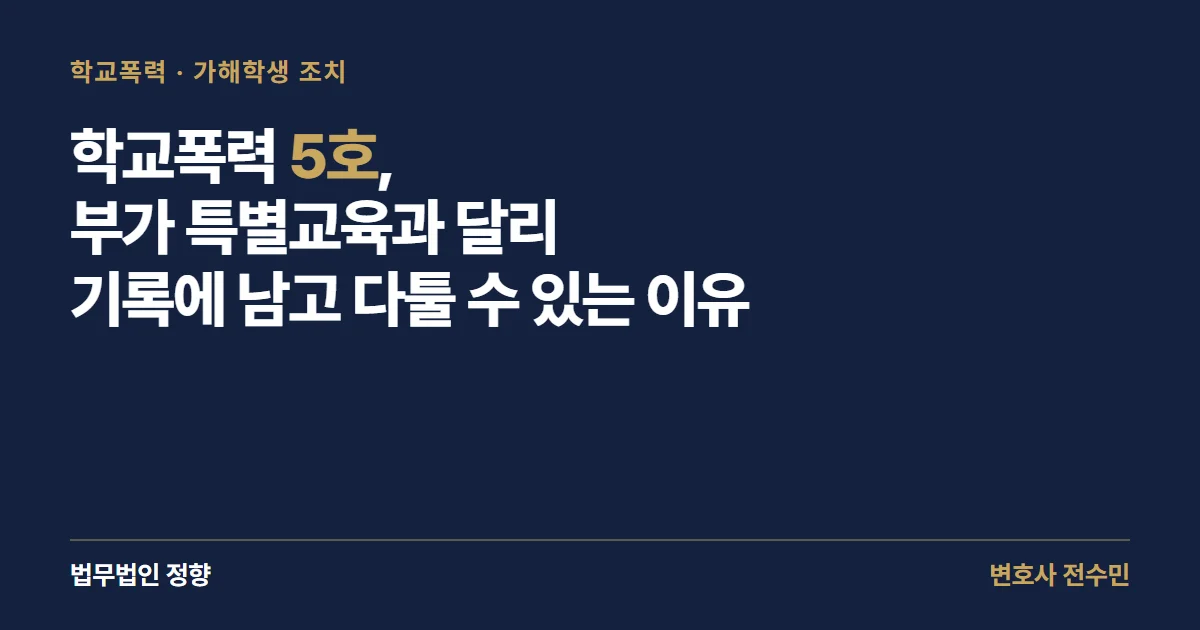 학교폭력 · 가해학생 조치
학교폭력 5호,
부가 특별교육과 달리
기록에 남고 다툴 수 있는 이유
법무법인 정향
변호사 전수민